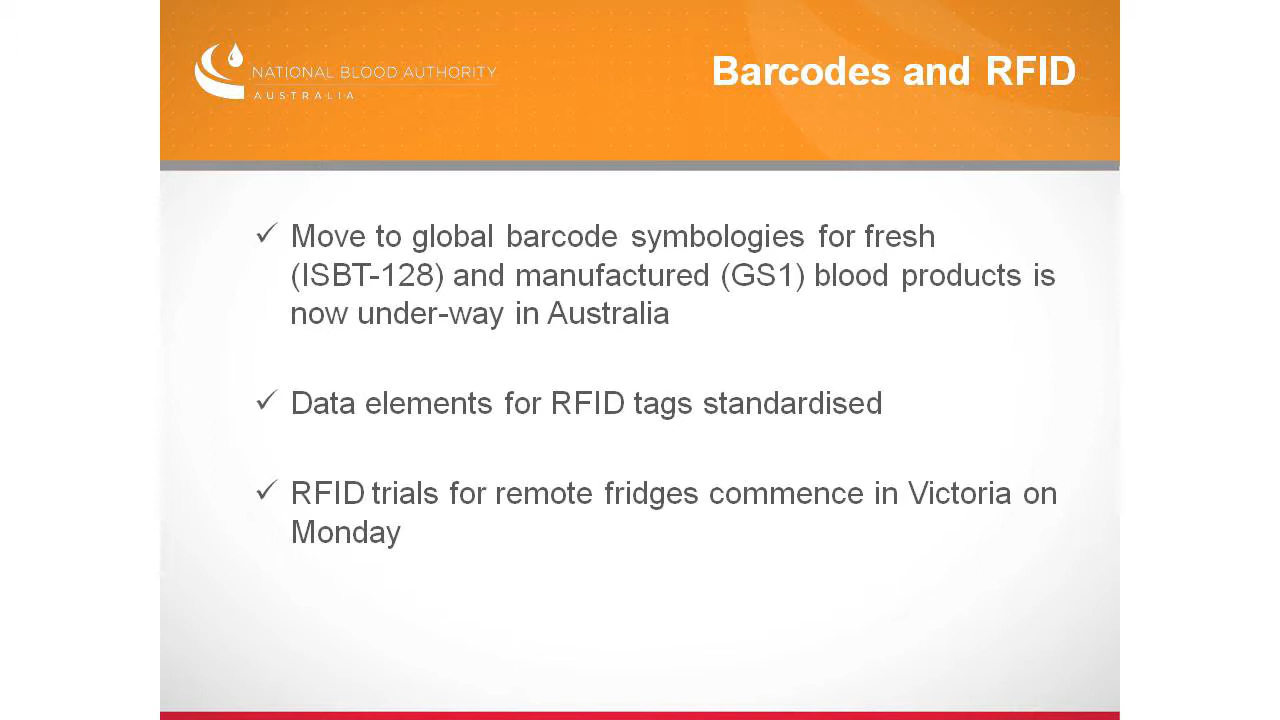 NATIONAL BLOOD AUTHORITY
AUSTRALIA
Barcodes and RFID
✓ Move to global barcode symbologies for fresh
(ISBT-128) and manufactured (GS1) blood products is
now under-way in Australia
✓ Data elements for RFID tags standardised
✓ RFID trials for remote fridges commence in Victoria on
Monday